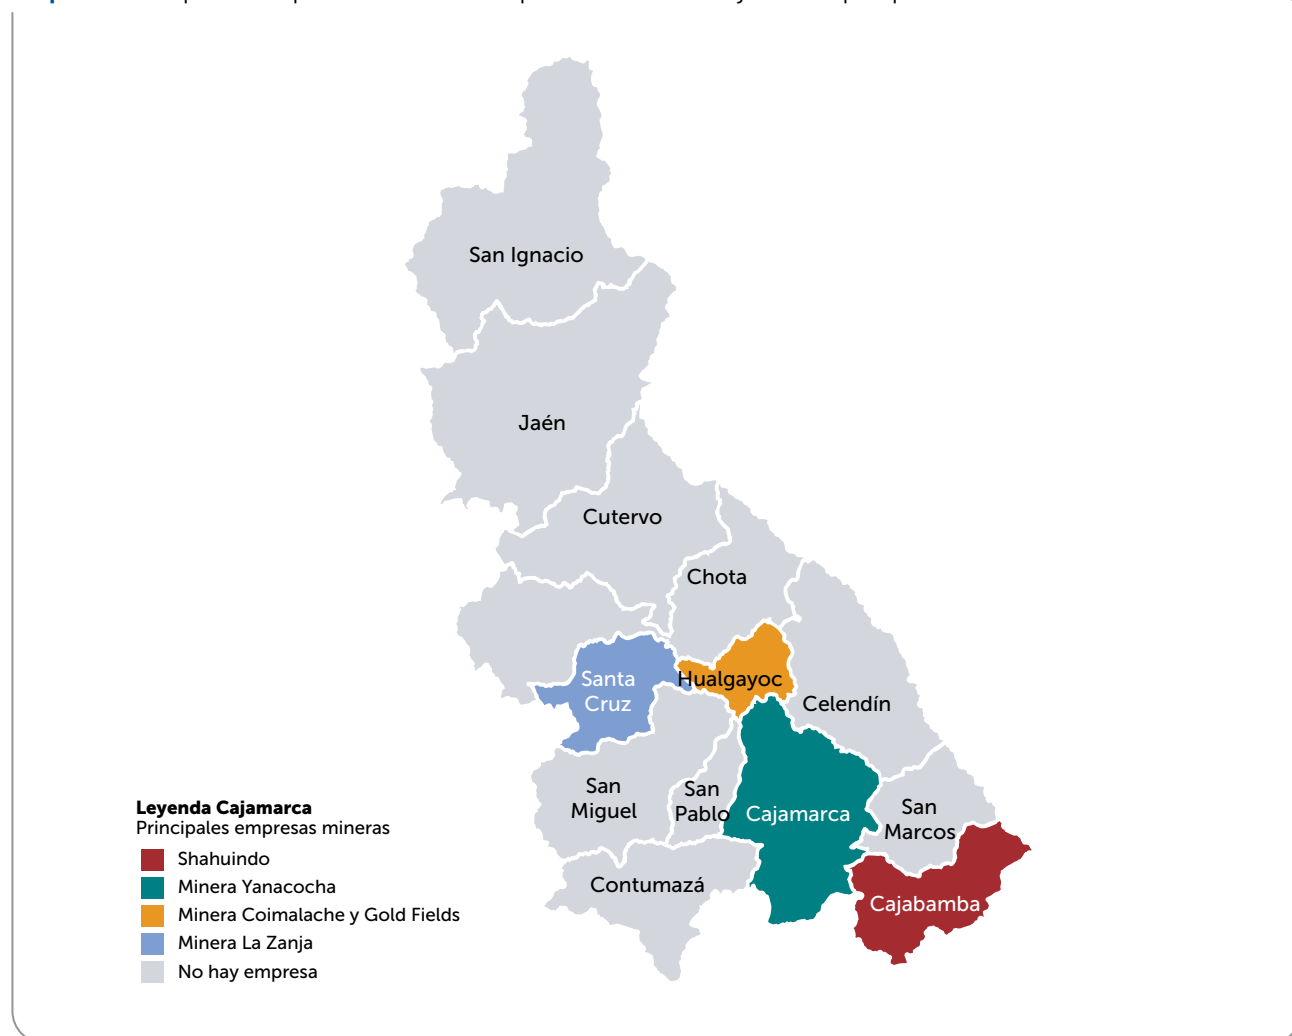 San Ignacio
Jaén
Cutervo
Chota
Santa
Cruz
Hualgayoc
Celendín
San
Miguel
San
Pablo
Cajamarca
San
Marcos
Contumazá
Cajabamba
Leyenda Cajamarca
Principales empresas mineras
Shahuindo
Minera Yanacocha
Minera Coimalache y Gold Fields
Minera La Zanja
No hay empresa